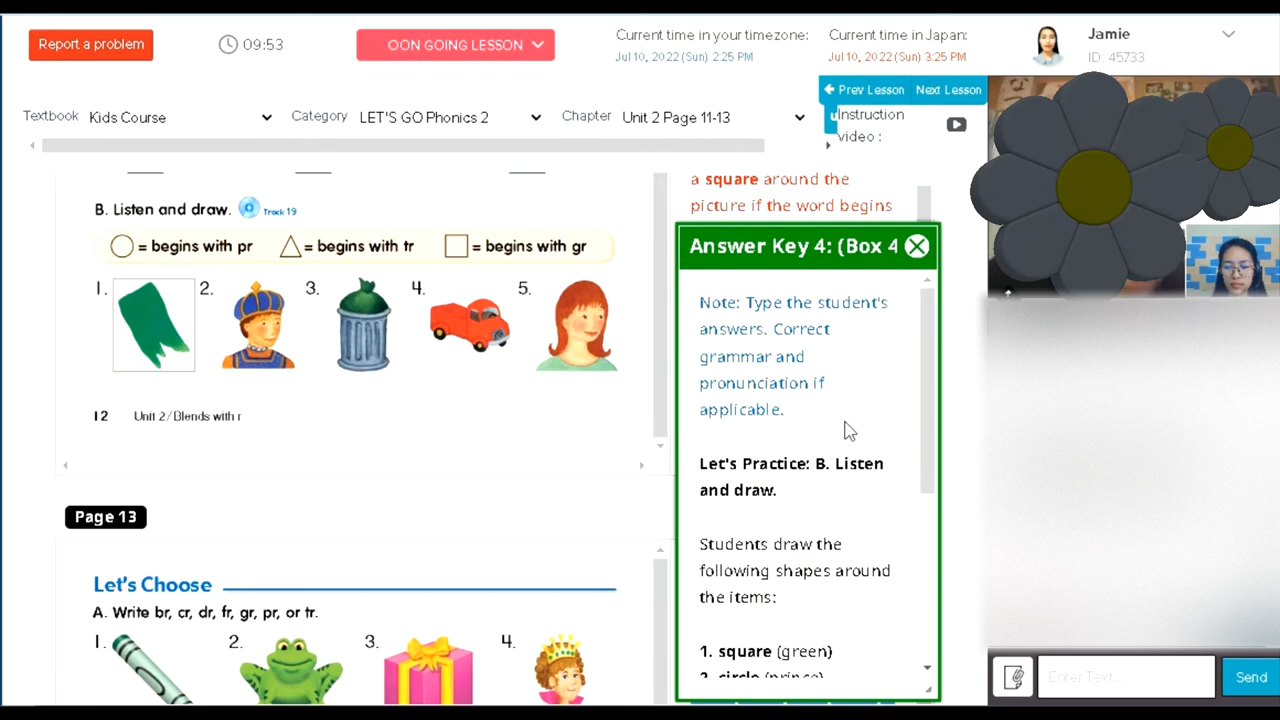 Report a problem
09:53
OON GOING LESSON
Current time in your timezone:
Jul 10, 2022 (Sun) 2:25 PM
Current time in Japan:
Jul 10, 2022 (Sun) 3:25 PM
Jamie
ID: 45733
Prev Lesson
Next Lesson
Textbook
Kids Course
Category
LET'S GO Phonics 2
Chapter
Unit 2 Page 11-13
Instruction
video :
B. Listen and draw.
Track 19
= begins with pr
= begins with tr
= begins with gr
1.
2.
3.
4.
5.
12
Unit 2/Blends with r
Page 13
Let's Choose
A. Write br, cr, dr, fr, gr, pr, or tr.
1.
2.
3.
4.
a square around the
picture if the word begins
Answer Key 4: (Box 4
Note: Type the student's
answers. Correct
grammar and
pronunciation if
applicable.
Let's Practice: B. Listen
and draw.
Students draw the
following shapes around
the items:
1. square (green)
2. circle (prince)
Enter Text...
Send